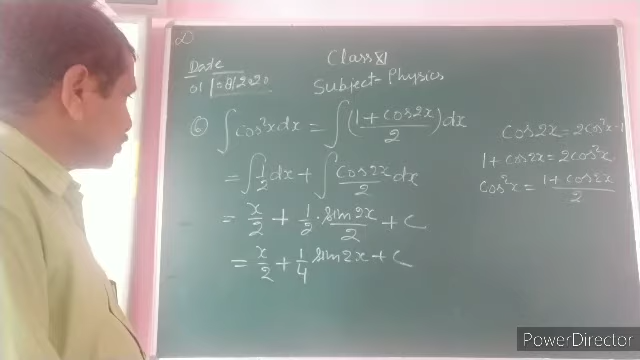 Date
Class XI
01/08/2020
Subject- Physics
⑥ ∫cos²x dx = ∫(1+cos2x/2)dx
= ∫1/2 dx + ∫cos2x/2 dx
= x/2 + 1/2 · sin2x/2 + C
= x/2 + 1/4 sin2x + C
cos2x = 2cos²x-1
1+cos2x = 2cos²x
cos²x = 1+cos2x/2
PowerDirector